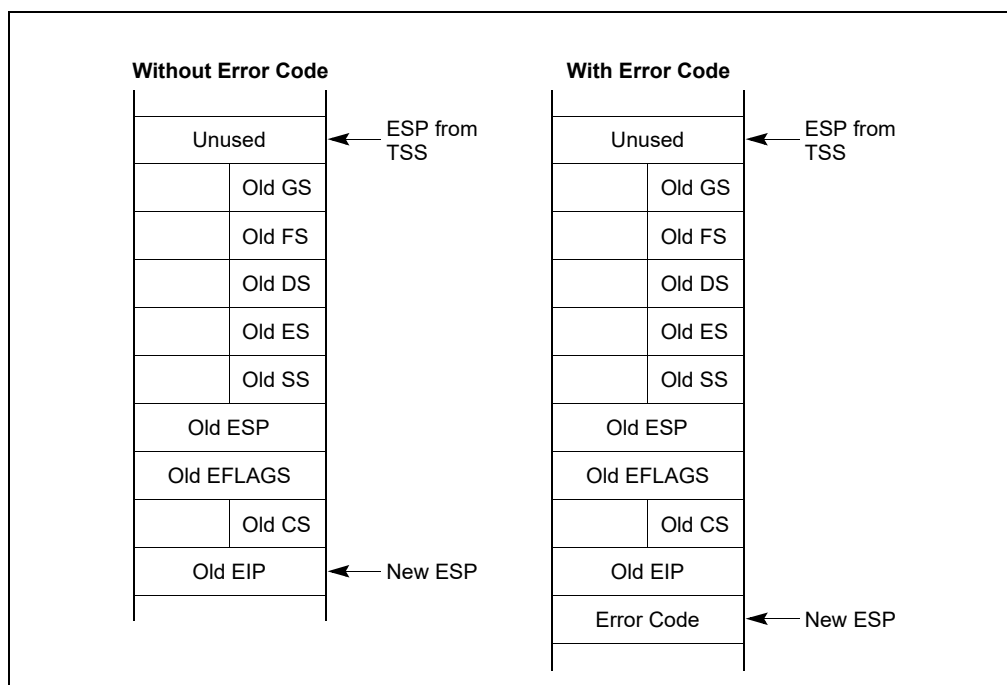 Without Error Code
Unused
ESP from
TSS
Old GS
Old FS
Old DS
Old ES
Old SS
Old ESP
Old EFLAGS
Old CS
Old EIP
New ESP
With Error Code
Unused
ESP from
TSS
Old GS
Old FS
Old DS
Old ES
Old SS
Old ESP
Old EFLAGS
Old CS
Old EIP
Error Code
New ESP